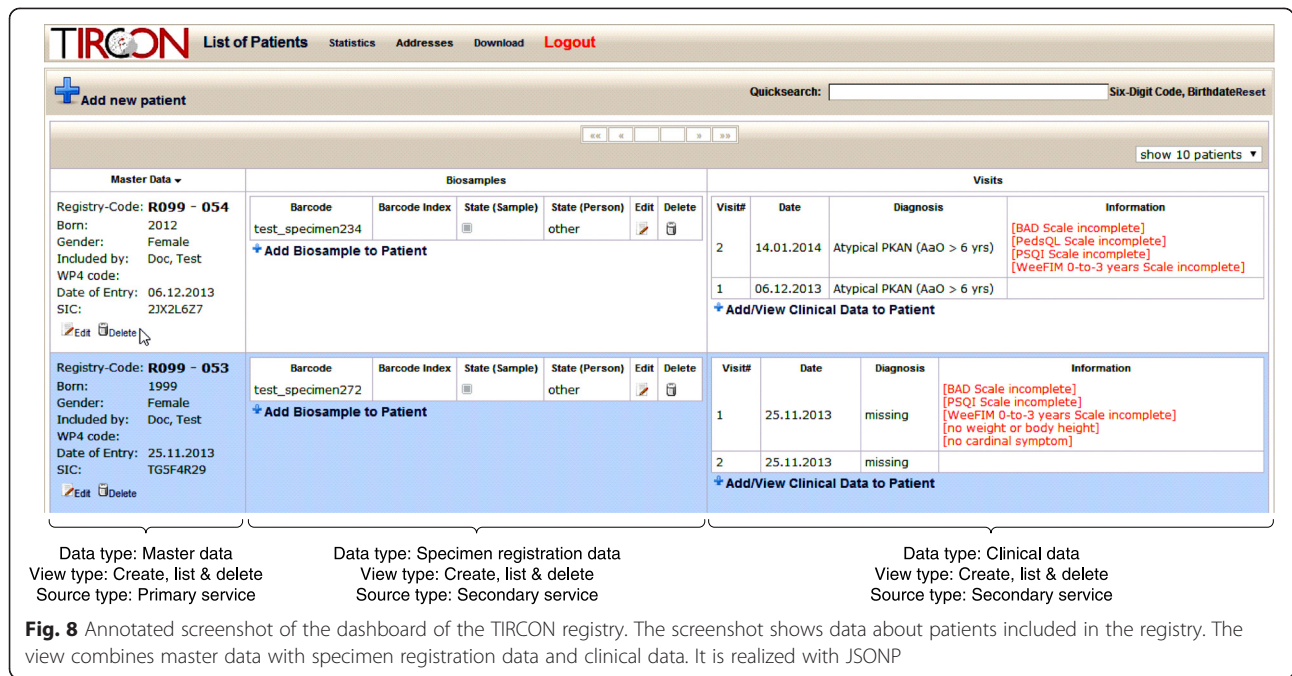 TIRCON List of Patients Statistics Addresses Download Logout
Add new patient
Quicksearch: Six-Digit Code, BirthdateReset
«« « » »»
show 10 patients ▼
Master Data Biosamples Visits
Registry-Code: R099 - 054
Born: 2012
Gender: Female
Included by: Doc, Test
WP4 code:
Date of Entry: 06.12.2013
SIC: 2JX2L6Z7
Edit Delete
Barcode Barcode Index State (Sample) State (Person) Edit Delete
test_specimen234 other
Add Biosample to Patient
Visit# Date Diagnosis Information
2 14.01.2014 Atypical PKAN (AaO > 6 yrs)
[BAD Scale incomplete]
[PedsQL Scale incomplete]
[PSQI Scale incomplete]
[WeeFIM 0-to-3 years Scale incomplete]
1 06.12.2013 Atypical PKAN (AaO > 6 yrs)
Add/View Clinical Data to Patient
Registry-Code: R099 - 053
Born: 1999
Gender: Female
Included by: Doc, Test
WP4 code:
Date of Entry: 25.11.2013
SIC: TG5F4R29
Edit Delete
Barcode Barcode Index State (Sample) State (Person) Edit Delete
test_specimen272 other
Add Biosample to Patient
Visit# Date Diagnosis Information
1 25.11.2013 missing
[BAD Scale incomplete]
[PSQI Scale incomplete]
[WeeFIM 0-to-3 years Scale incomplete]
[no weight or body height]
[no cardinal symptom]
2 25.11.2013 missing
Add/View Clinical Data to Patient
Data type: Master data
View type: Create, list & delete
Source type: Primary service
Data type: Specimen registration data
View type: Create, list & delete
Source type: Secondary service
Data type: Clinical data
View type: Create, list & delete
Source type: Secondary service
Fig. 8 Annotated screenshot of the dashboard of the TIRCON registry. The screenshot shows data about patients included in the registry. The
view combines master data with specimen registration data and clinical data. It is realized with JSONP